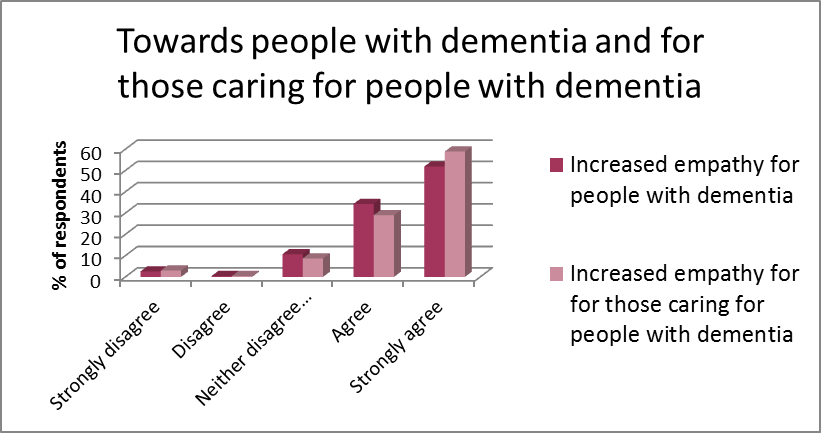 Towards people with dementia and for
those caring for people with dementia
% of respondents
60
50
40
30
20
10
0
Strongly disagree
Disagree
Neither disagree...
Agree
Strongly agree
Increased empathy for
people with dementia
Increased empathy for
for those caring for
people with dementia